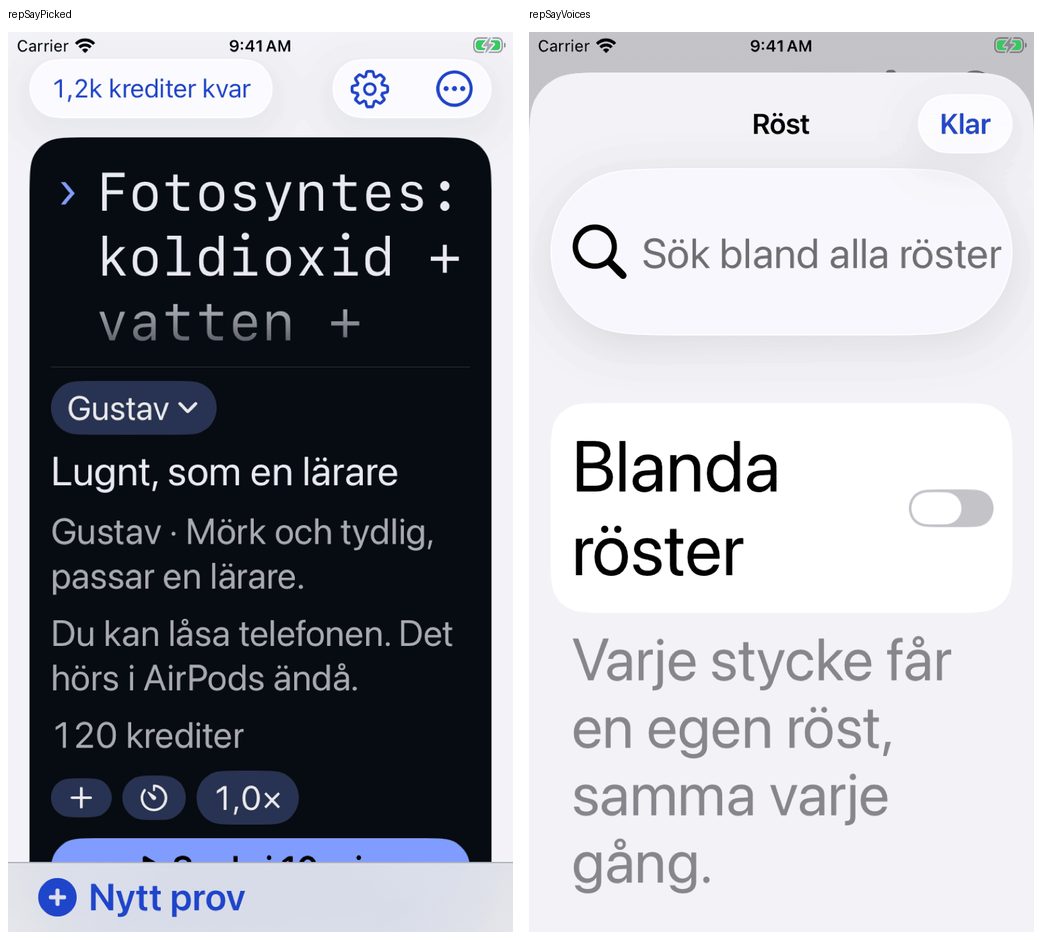 repSayPicked
Carrier 9:41 AM
1,2k krediter kvar
Fotosyntes:
koldioxid +
vatten +
Gustav
Lugnt, som en lärare
Gustav · Mörk och tydlig,
passar en lärare.
Du kan låsa telefonen. Det
hörs i AirPods ändå.
120 krediter
+ 1,0×
Nytt prov
repSayVoices
Carrier 9:41 AM
Röst Klar
Sök bland alla röster
Blanda
röster
Varje stycke får
en egen röst,
samma varje
gång.